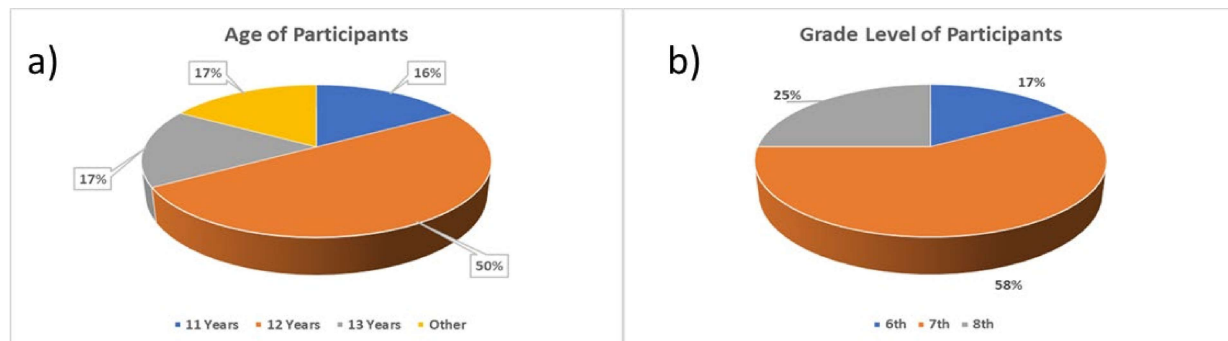 a)
Age of Participants
17%
16%
17%
50%
11 Years 12 Years 13 Years Other
b)
Grade Level of Participants
25%
17%
58%
6th 7th 8th